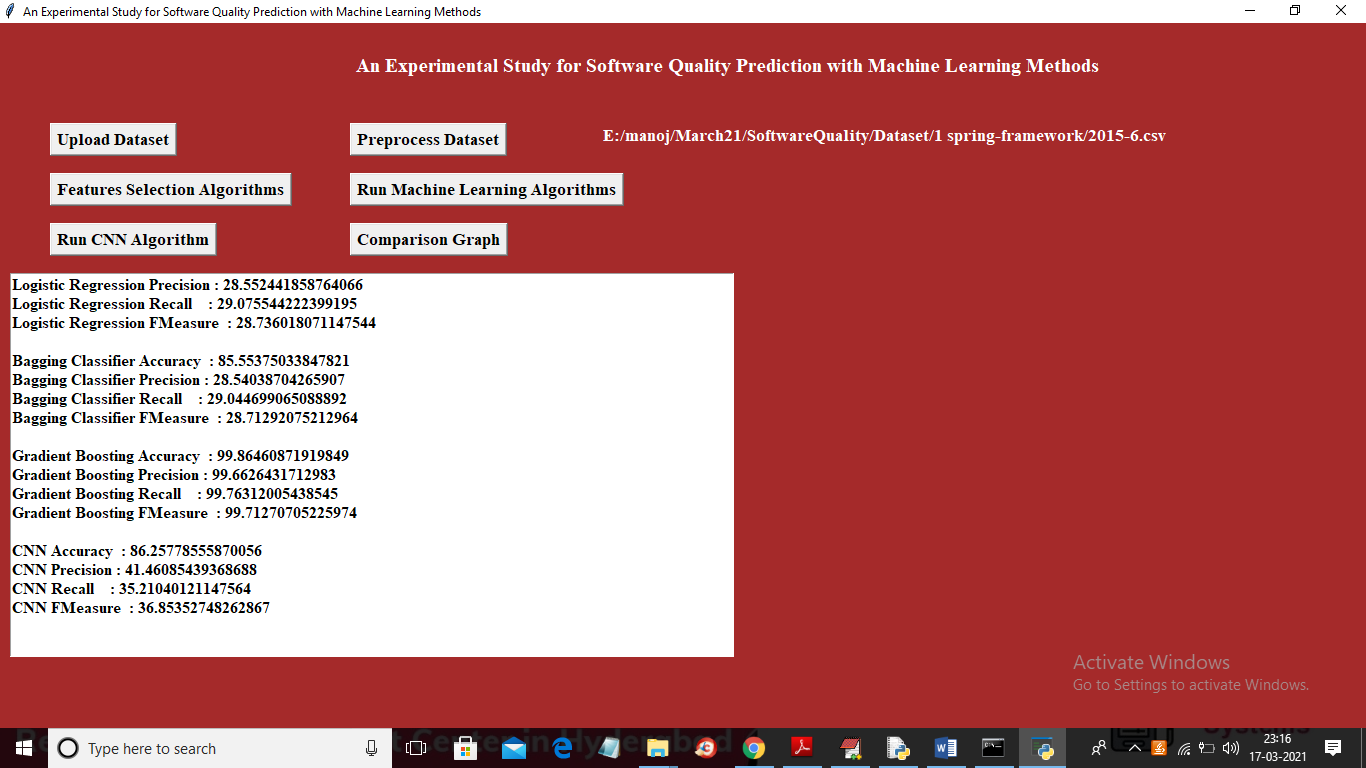 An Experimental Study for Software Quality Prediction with Machine Learning Methods
An Experimental Study for Software Quality Prediction with Machine Learning Methods
Upload Dataset
Preprocess Dataset
E:/manoj/March21/SoftwareQuality/Dataset/1 spring-framework/2015-6.csv
Features Selection Algorithms
Run Machine Learning Algorithms
Run CNN Algorithm
Comparison Graph
Logistic Regression Precision : 28.552441858764066
Logistic Regression Recall : 29.075544222399195
Logistic Regression FMeasure : 28.736018071147544
Bagging Classifier Accuracy : 85.55375033847821
Bagging Classifier Precision : 28.54038704265907
Bagging Classifier Recall : 29.044699065088892
Bagging Classifier FMeasure : 28.71292075212964
Gradient Boosting Accuracy : 99.86460871919849
Gradient Boosting Precision : 99.6626431712983
Gradient Boosting Recall : 99.76312005438545
Gradient Boosting FMeasure : 99.71270705225974
CNN Accuracy : 86.25778555870056
CNN Precision : 41.46085439368688
CNN Recall : 35.21040121147564
CNN FMeasure : 36.85352748262867
Activate Windows
Go to Settings to activate Windows.
Type here to search
23:16
17-03-2021